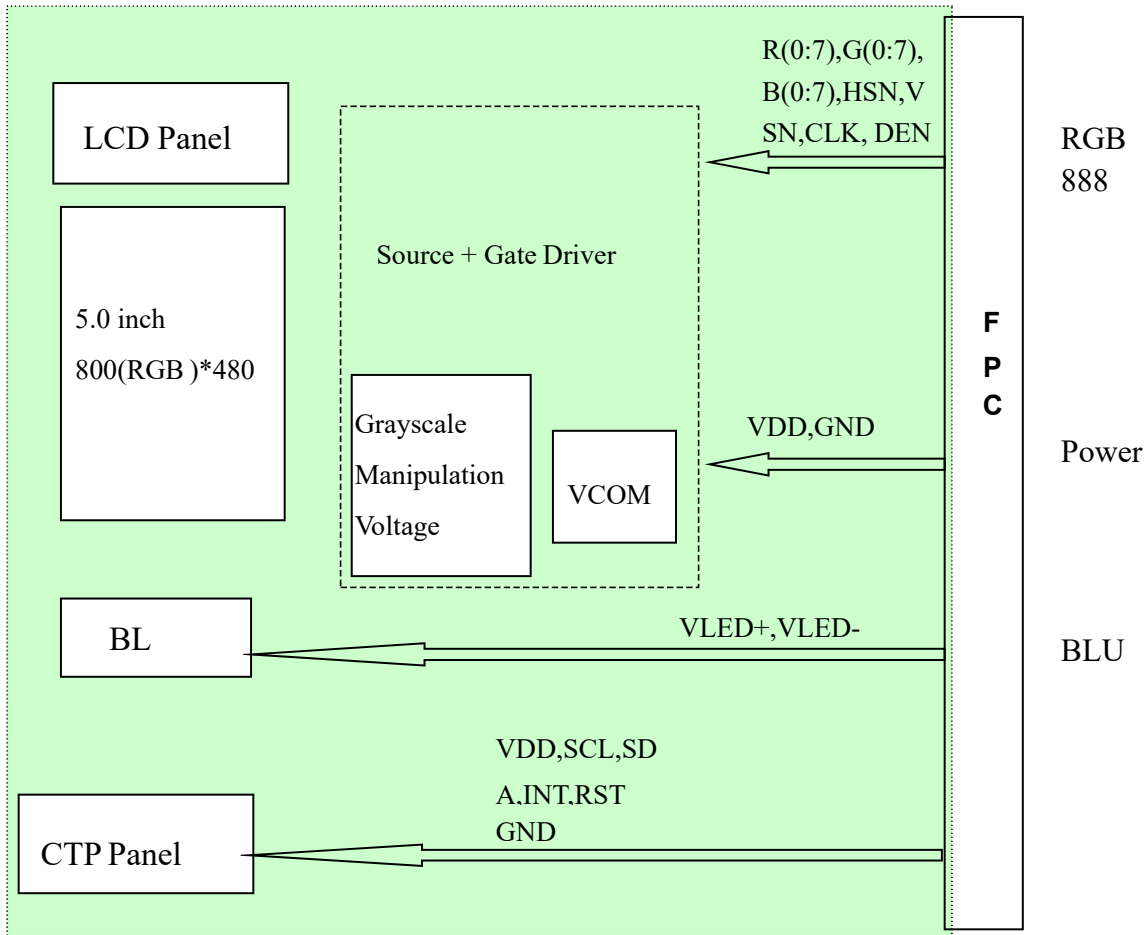 R(0:7),G(0:7),
B(0:7),HSN,V
SN,CLK, DEN
RGB
888
LCD Panel
Source + Gate Driver
5.0 inch
800(RGB )*480
F
P
C
Grayscale
Manipulation
Voltage
VCOM
VDD,GND
Power
BL
VLED+,VLED-
BLU
VDD,SCL,SD
A,INT,RST
GND
CTP Panel